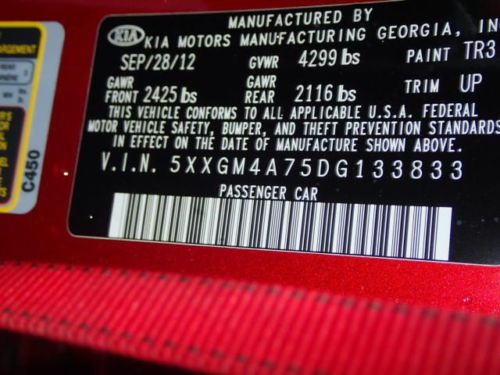 MANUFACTURED BY
KIA KIA MOTORS MANUFACTURING GEORGIA,
SEP/28/12 GVWR 4299 lbs PAINT TR3
GAWR FRONT 2425 lbs GAWR REAR 2116 lbs TRIM UP
THIS VEHICLE CONFORMS TO ALL APPLICABLE U.S.A. FEDERAL
MOTOR VEHICLE SAFETY, BUMPER, AND THEFT PREVENTION STANDARDS
IN EFFECT ON THE DATE OF MANUFACTURE SHOWN ABOVE.
V.I.N. 5XXGM4A75DG133833
PASSENGER CAR
C450